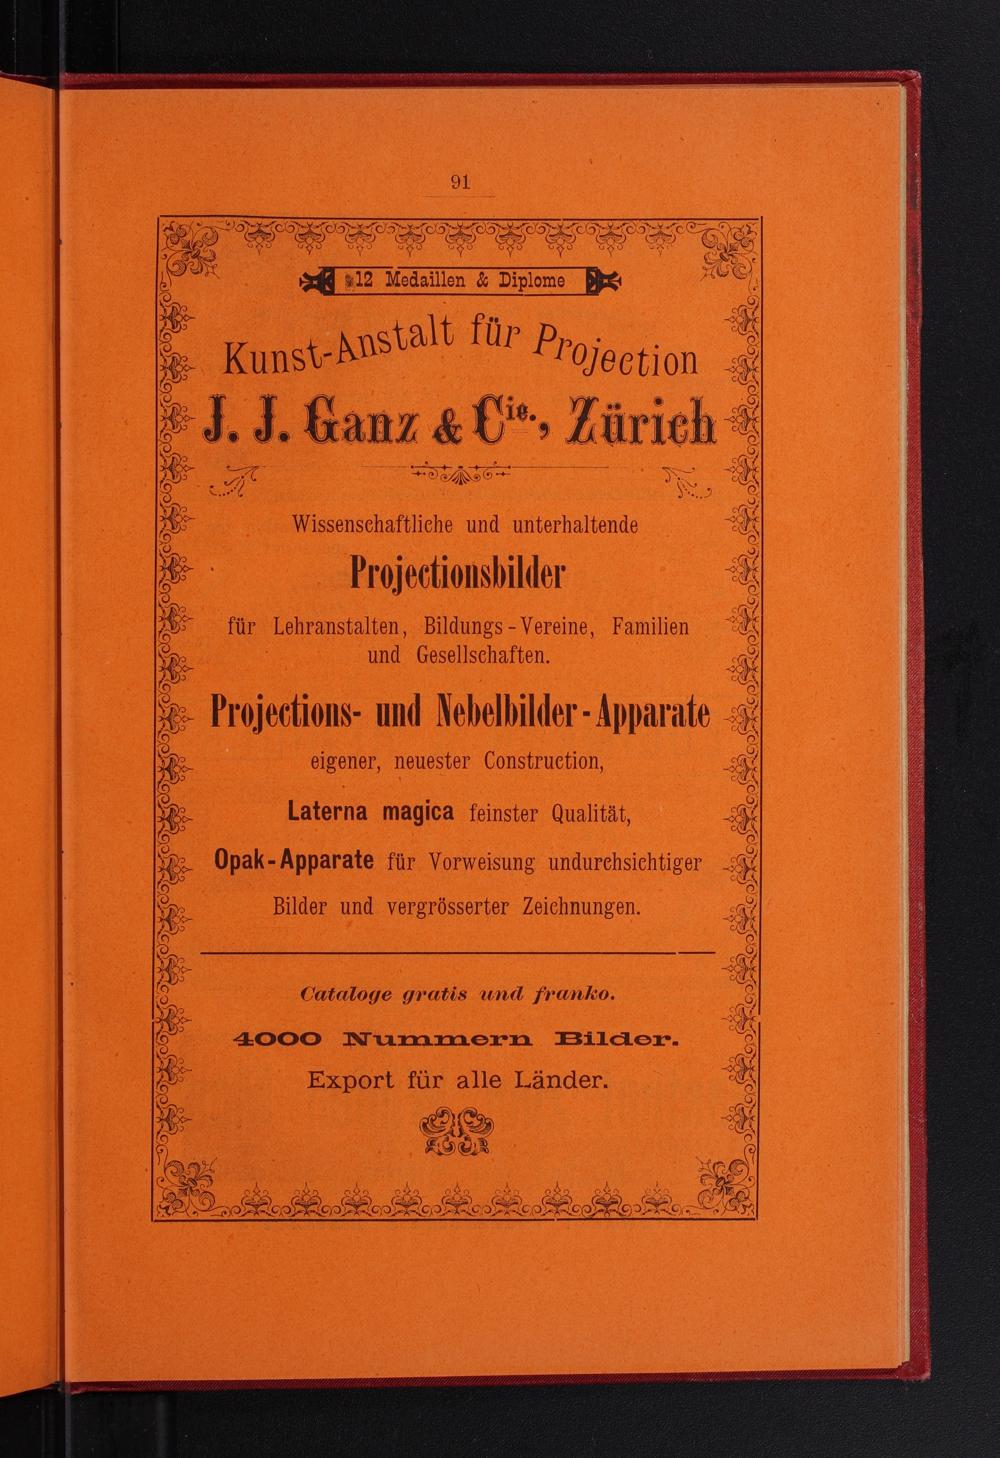 91
12 Medaillen & Diplome
Kunst-Anstalt für Projection
J. J. Ganz & Cie., Zürich
Wissenschaftliche und unterhaltende
Projectionsbilder
für Lehranstalten, Bildungs-Vereine, Familien
und Gesellschaften.
Projections- und Nebelbilder-Apparate
eigener, neuester Construction,
Laterna magica feinster Qualität,
Opak-Apparate für Vorweisung undurchsichtiger
Bilder und vergrösserter Zeichnungen.
Cataloge gratis und franko.
4000 Nummern Bilder.
Export für alle Länder.